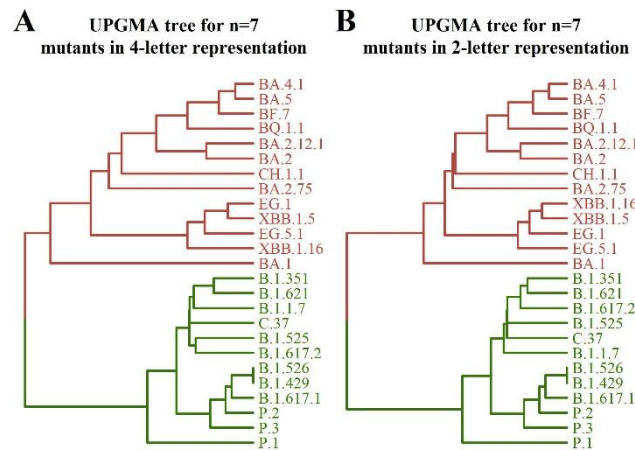 A
UPGMA tree for n=7
mutants in 4-letter representation
BA.4.1
BA.5
BF.7
BQ.1.1
BA.2.12.1
BA.2
CH.1.1
BA.2.75
EG.1
XBB.1.5
EG.5.1
XBB.1.16
BA.1
B.1.351
B.1.621
B.1.1.7
C.37
B.1.525
B.1.617.2
B.1.526
B.1.429
B.1.617.1
P.2
P.3
P.1
B
UPGMA tree for n=7
mutants in 2-letter representation
BA.4.1
BA.5
BF.7
BQ.1.1
BA.2.12.1
BA.2
CH.1.1
BA.2.75
XBB.1.16
XBB.1.5
EG.1
EG.5.1
BA.1
B.1.351
B.1.621
B.1.617.2
B.1.525
C.37
B.1.1.7
B.1.526
B.1.429
B.1.617.1
P.2
P.3
P.1